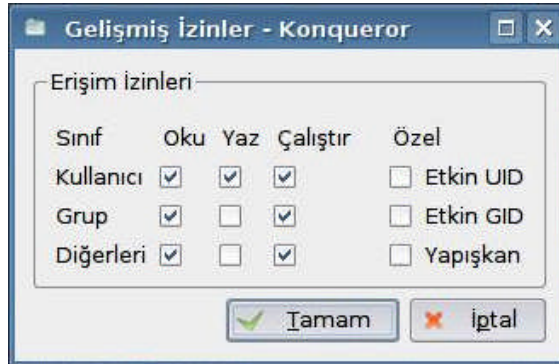 Gelişmiş İzinler - Konqueror
Erişim İzinleri
Sınıf Oku Yaz Çalıştır Özel
Kullanıcı Etkin UID
Grup Etkin GID
Diğerleri Yapışkan
Tamam İptal